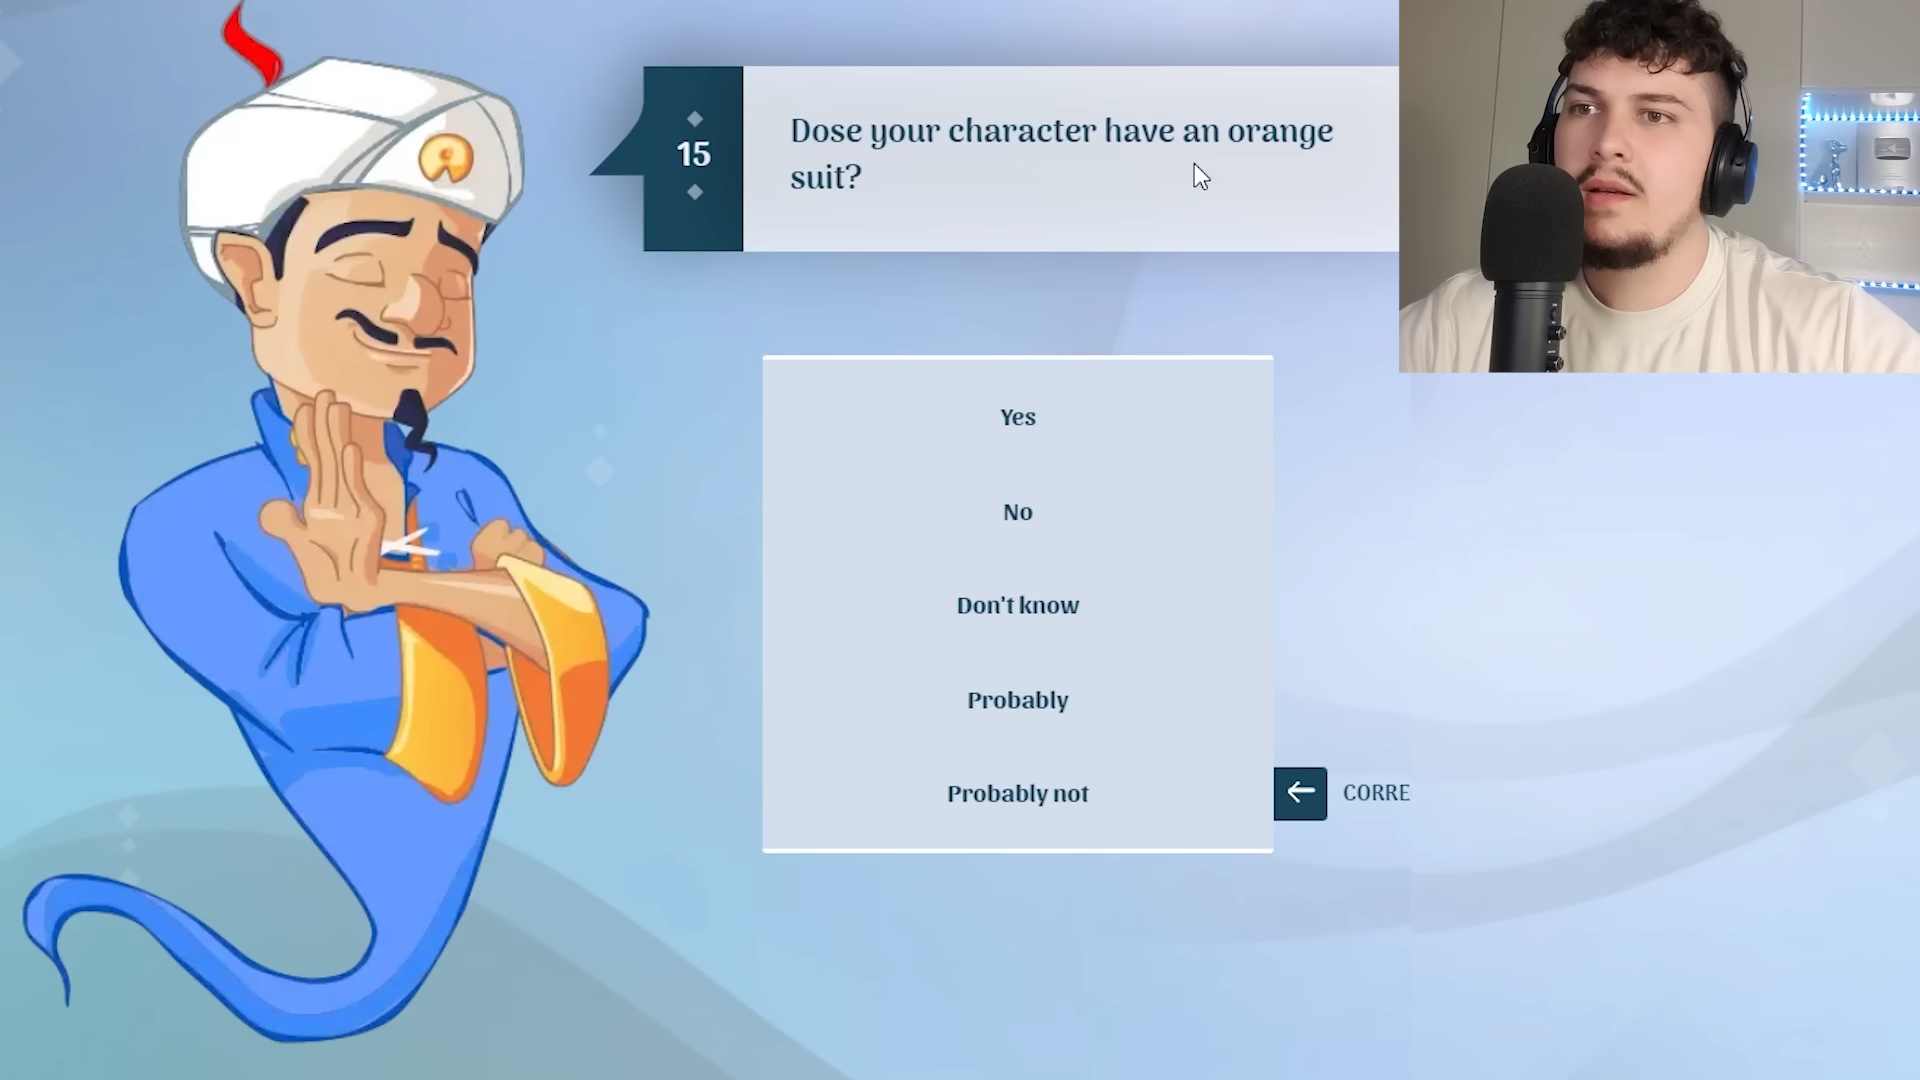 15
Dose your character have an orange
suit?
Yes
No
Don't know
Probably
Probably not
CORRE